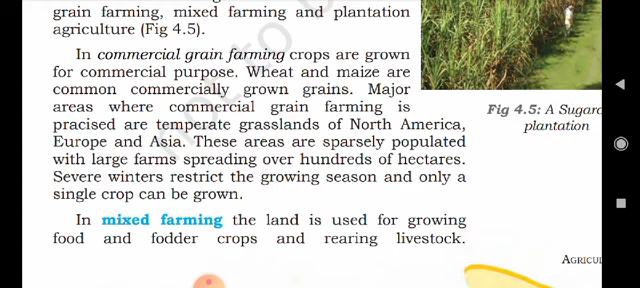 grain farming, mixed farming and plantation
agriculture (Fig 4.5).
In commercial grain farming crops are grown
for commercial purpose. Wheat and maize are
common commercially grown grains. Major
areas where commercial grain farming is
pracised are temperate grasslands of North America,
Europe and Asia. These areas are sparsely populated
with large farms spreading over hundreds of hectares.
Severe winters restrict the growing season and only a
single crop can be grown.
In mixed farming the land is used for growing
food and fodder crops and rearing livestock.
Fig 4.5: A Sugarc
plantation
AGRICUL
not to b